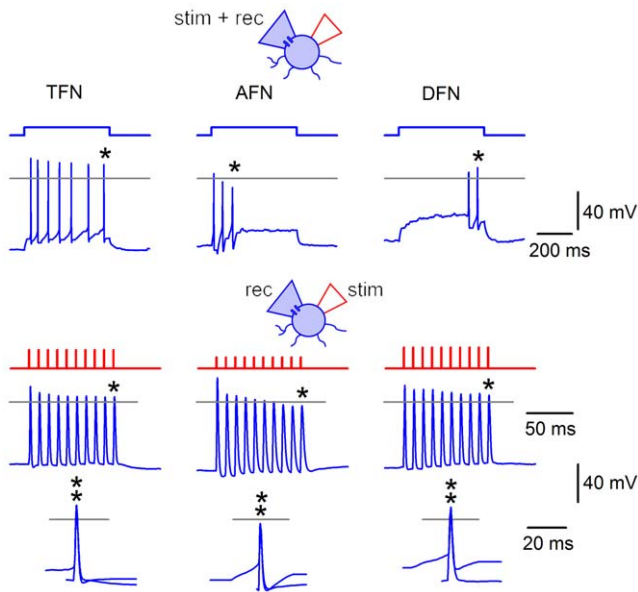 stim + rec
TFN AFN DFN
*
*
*
40 mV
200 ms
rec stim
*
*
*
50 ms
40 mV
* * *
* * *
20 ms